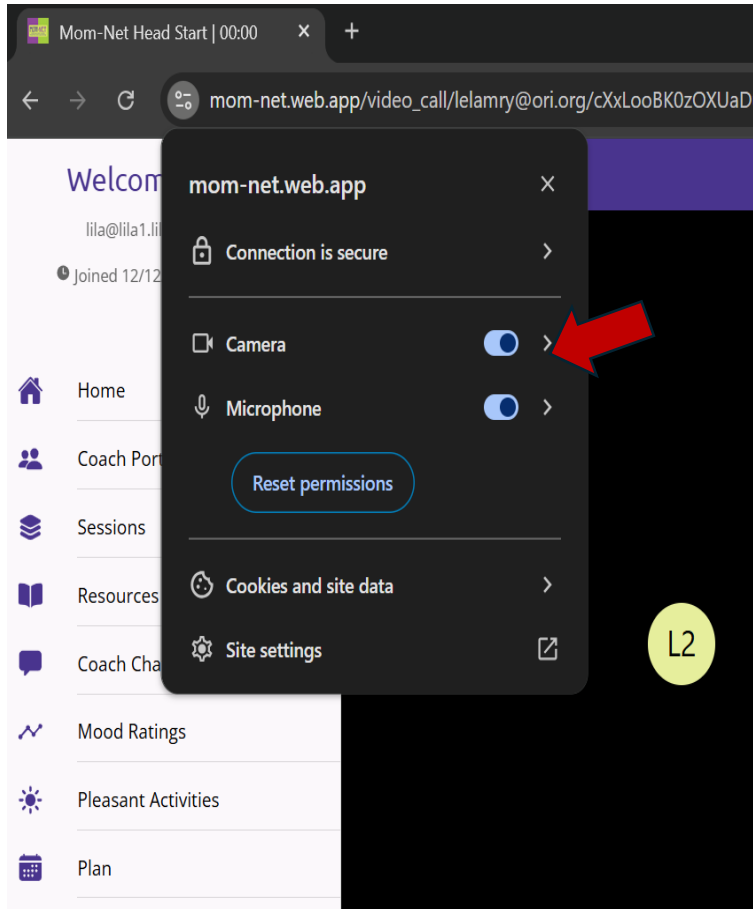 Mom-Net Head Start | 00:00
mom-net.web.app/video_call/lelamry@ori.org/cXxLooBK0zOXUaD
Welcom
lila@lila1.lil
Joined 12/12
Home
Coach Port
Sessions
Resources
Coach Cha
Mood Ratings
Pleasant Activities
Plan
mom-net.web.app
Connection is secure
Camera
Microphone
Reset permissions
Cookies and site data
Site settings
L2